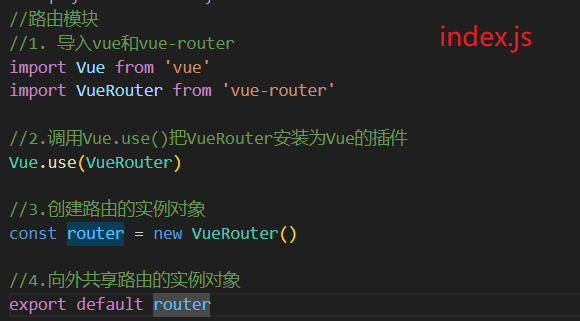 //路由模块
index.js
//1. 导入vue和vue-router
import Vue from 'vue'
import VueRouter from 'vue-router'
//2.调用Vue.use()把VueRouter安装为Vue的插件
Vue.use(VueRouter)
//3.创建路由的实例对象
const router = new VueRouter()
//4.向外共享路由的实例对象
export default router